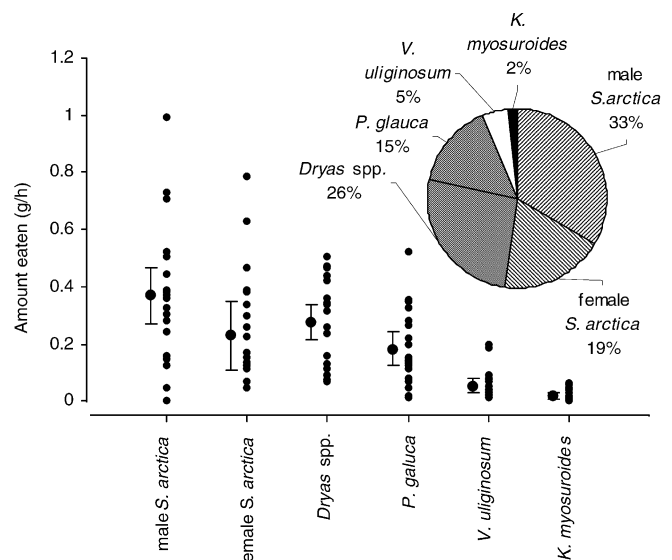 K.
myosuroides
2%
V.
uliginosum
5%
male
S.arctica
33%
P. glauca
15%
Dryas spp.
26%
female
S. arctica
19%
Amount eaten (g/h)
1.2
1
0.8
0.6
0.4
0.2
0
male S. arctica
emale S. arctica
Dryas spp.
P. galuca
V. uliginosum
K. myosuroides